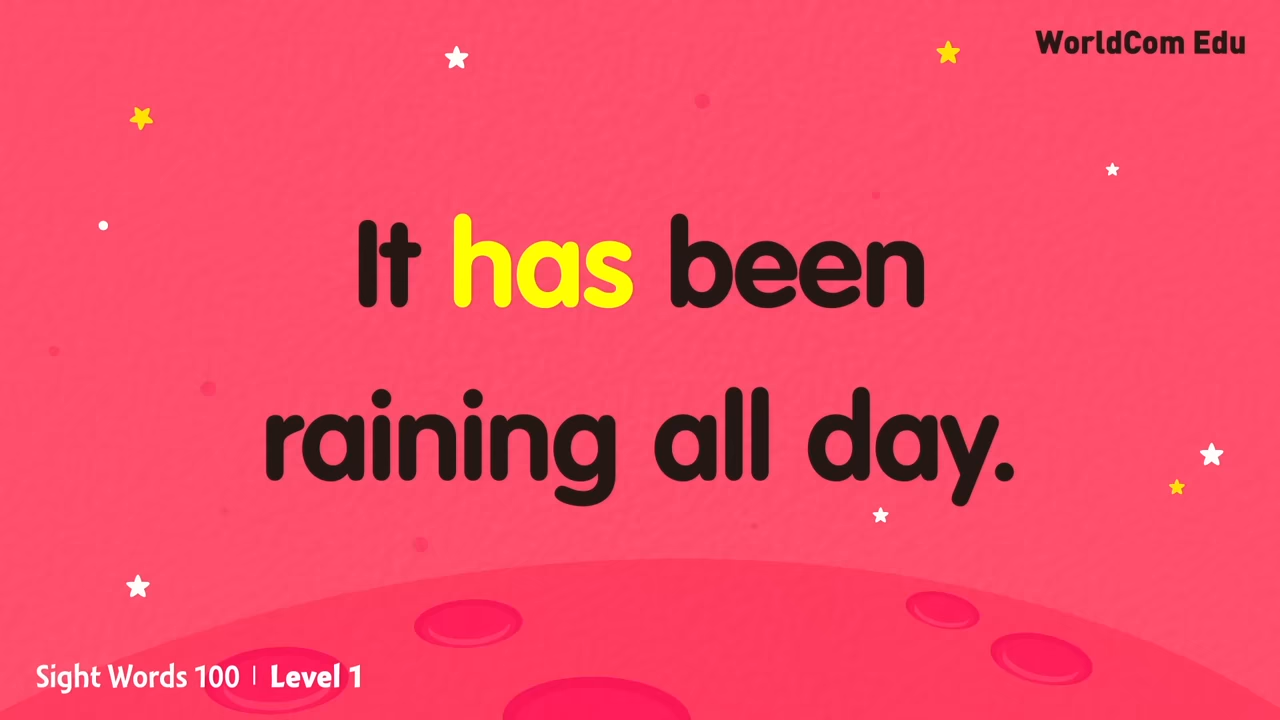 WorldCom Edu
It has been
raining all day.
Sight Words 100 | Level 1